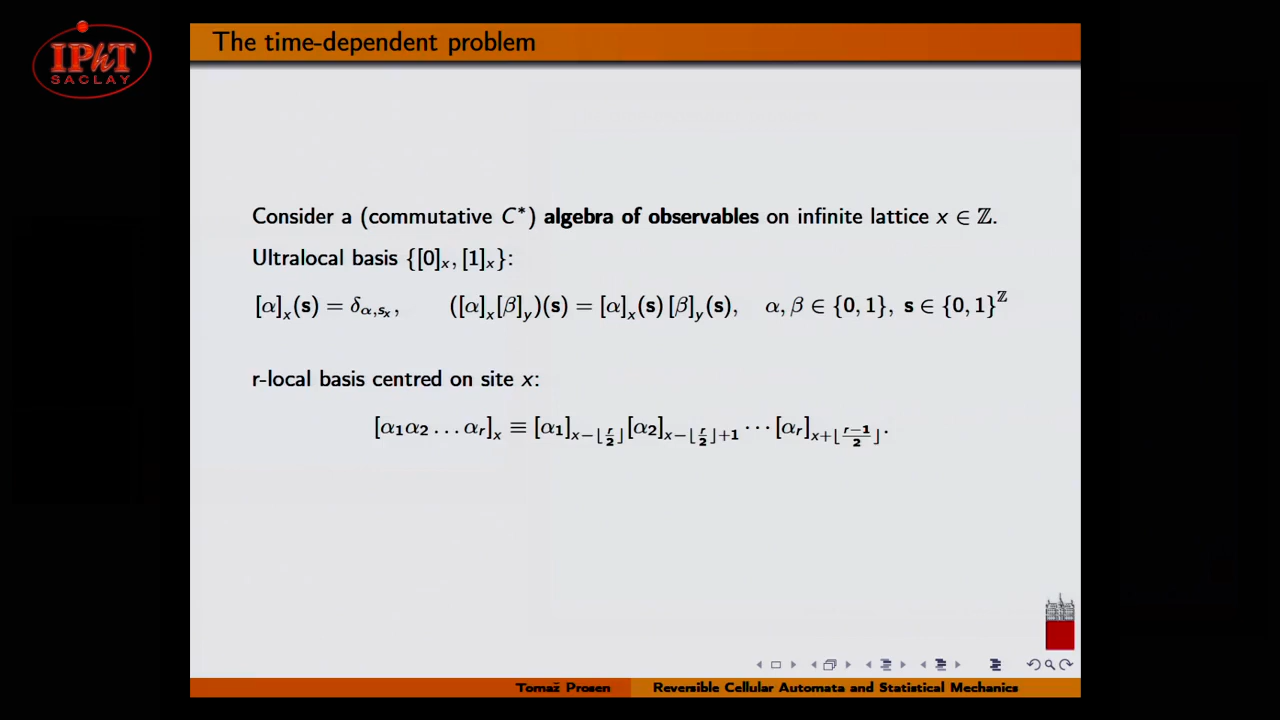 IPhT
SACLAY
The time-dependent problem
Consider a (commutative C*) algebra of observables on infinite lattice x ∈ ℤ.
Ultralocal basis {[0]ₓ, [1]ₓ}:
[α]ₓ(s) = δ_{α,sₓ}, ([α]ₓ[β]_y)(s) = [α]ₓ(s) [β]_y(s), α, β ∈ {0, 1}, s ∈ {0, 1}^ℤ
r-local basis centred on site x:
[α₁α₂ … α_r]ₓ ≡ [α₁]_{x−⌊r/2⌋}[α₂]_{x−⌊r/2⌋+1} ⋯ [α_r]_{x+⌊(r−1)/2⌋}.
Tomaž Prosen Reversible Cellular Automata and Statistical Mechanics